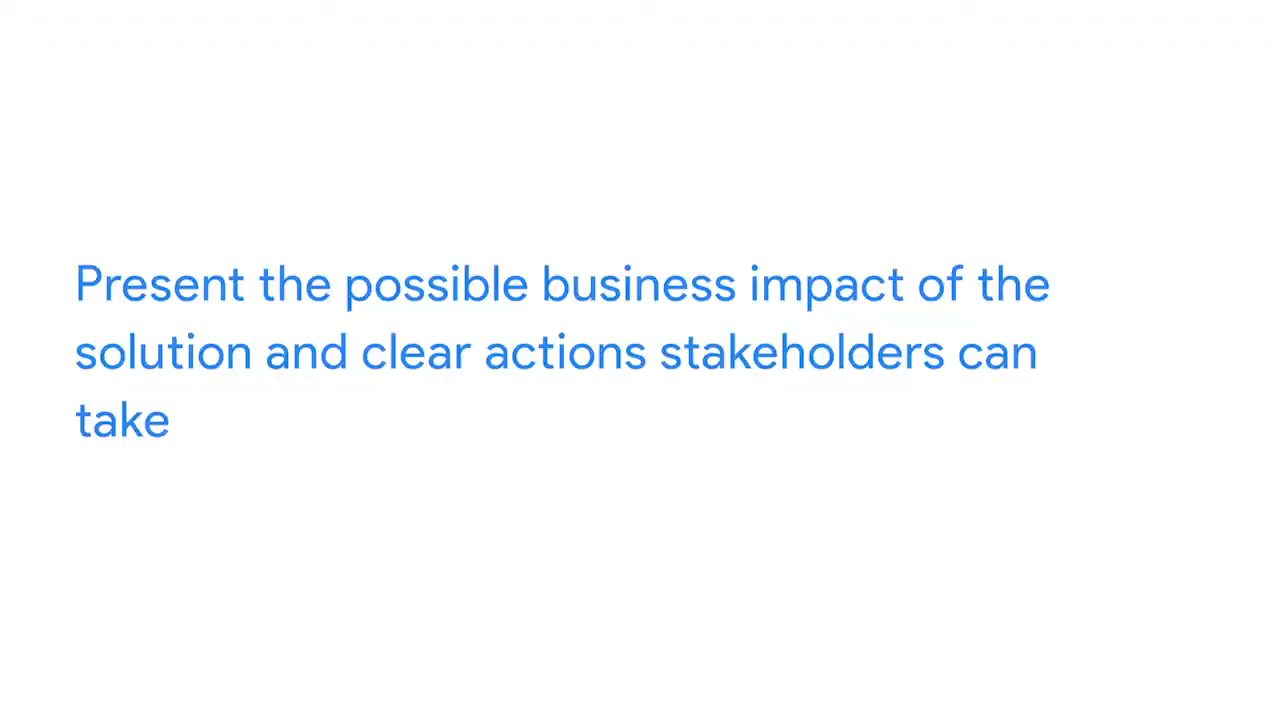 Present the possible business impact of the
solution and clear actions stakeholders can
take